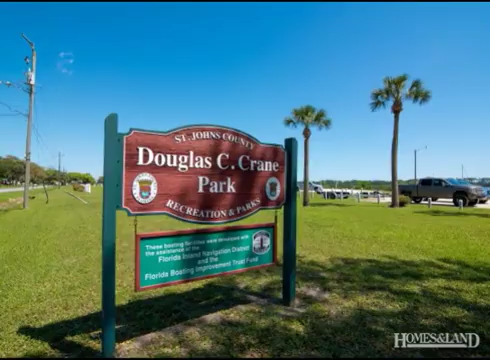 ST. JOHNS COUNTY
Douglas C. Crane
Park
RECREATION & PARKS
These boating facilities were developed with
the assistance of the
Florida Inland Navigation District
and the
Florida Boating Improvement Trust Fund
HOMES&LAND